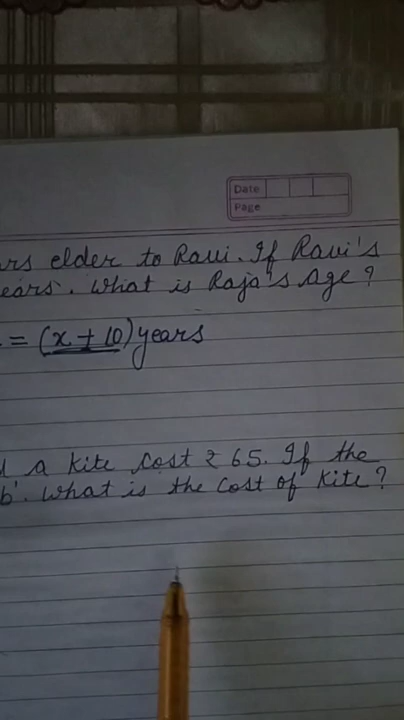 Date
Page
ars elder to Ravi. If Ravi's
ears. What is Raja's Age?
= (x + 10) years
a kite cost ₹ 65. If the
b'. What is the cost of Kite?